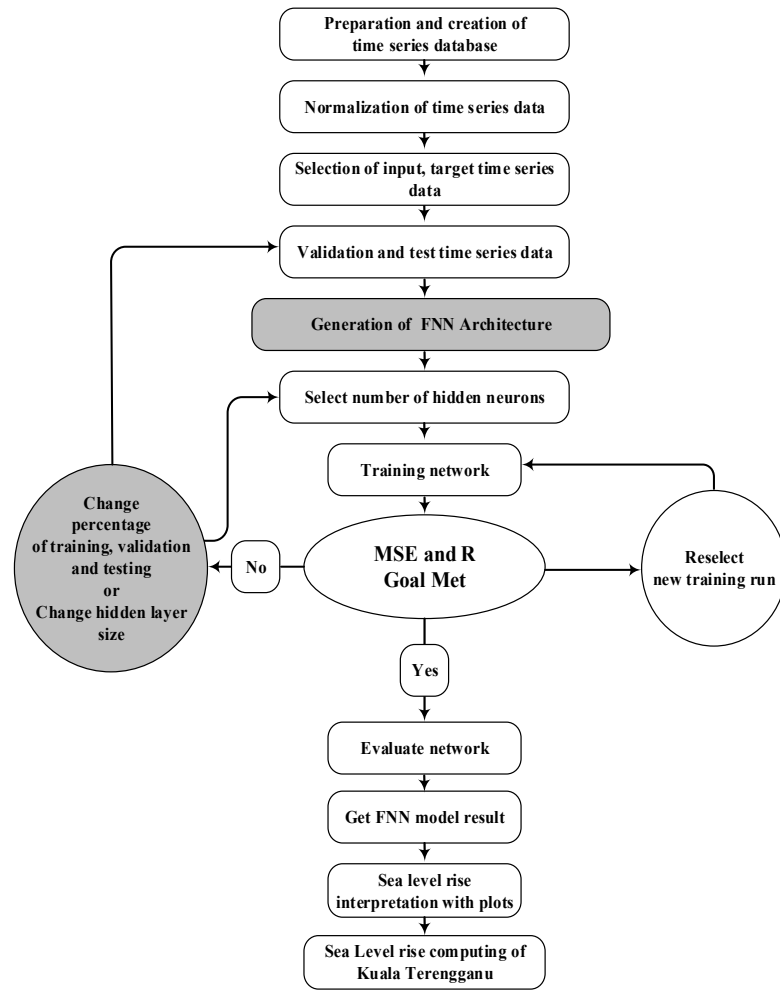 Preparation and creation of
time series database
Normalization of time series data
Selection of input, target time series
data
Validation and test time series data
Generation of FNN Architecture
Select number of hidden neurons
Training network
Change
percentage
of training, validation
and testing
or
Change hidden layer
size
No
MSE and R
Goal Met
Reselect
new training run
Yes
Evaluate network
Get FNN model result
Sea level rise
interpretation with plots
Sea Level rise computing of
Kuala Terengganu